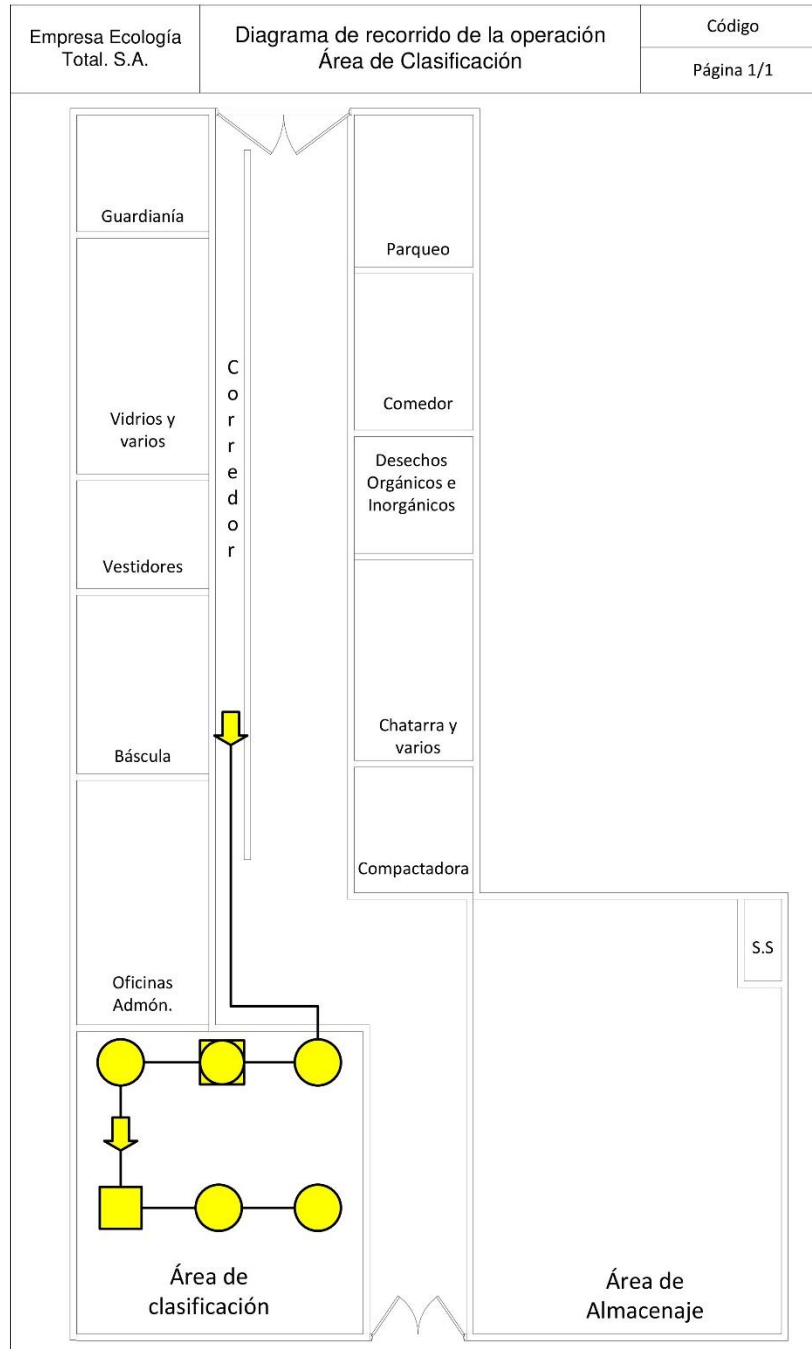 Empresa Ecología
Total. S.A.
Diagrama de recorrido de la operación
Área de Clasificación
Código
Página 1/1
Guardianía
Parqueo
Corredor
Comedor
Vidrios y
varios
Desechos
Orgánicos e
Inorgánicos
Vestidores
Chatarra y
varios
Báscula
Compactadora
S.S
Oficinas
Admón.
Área de
clasificación
Área de
Almacenaje